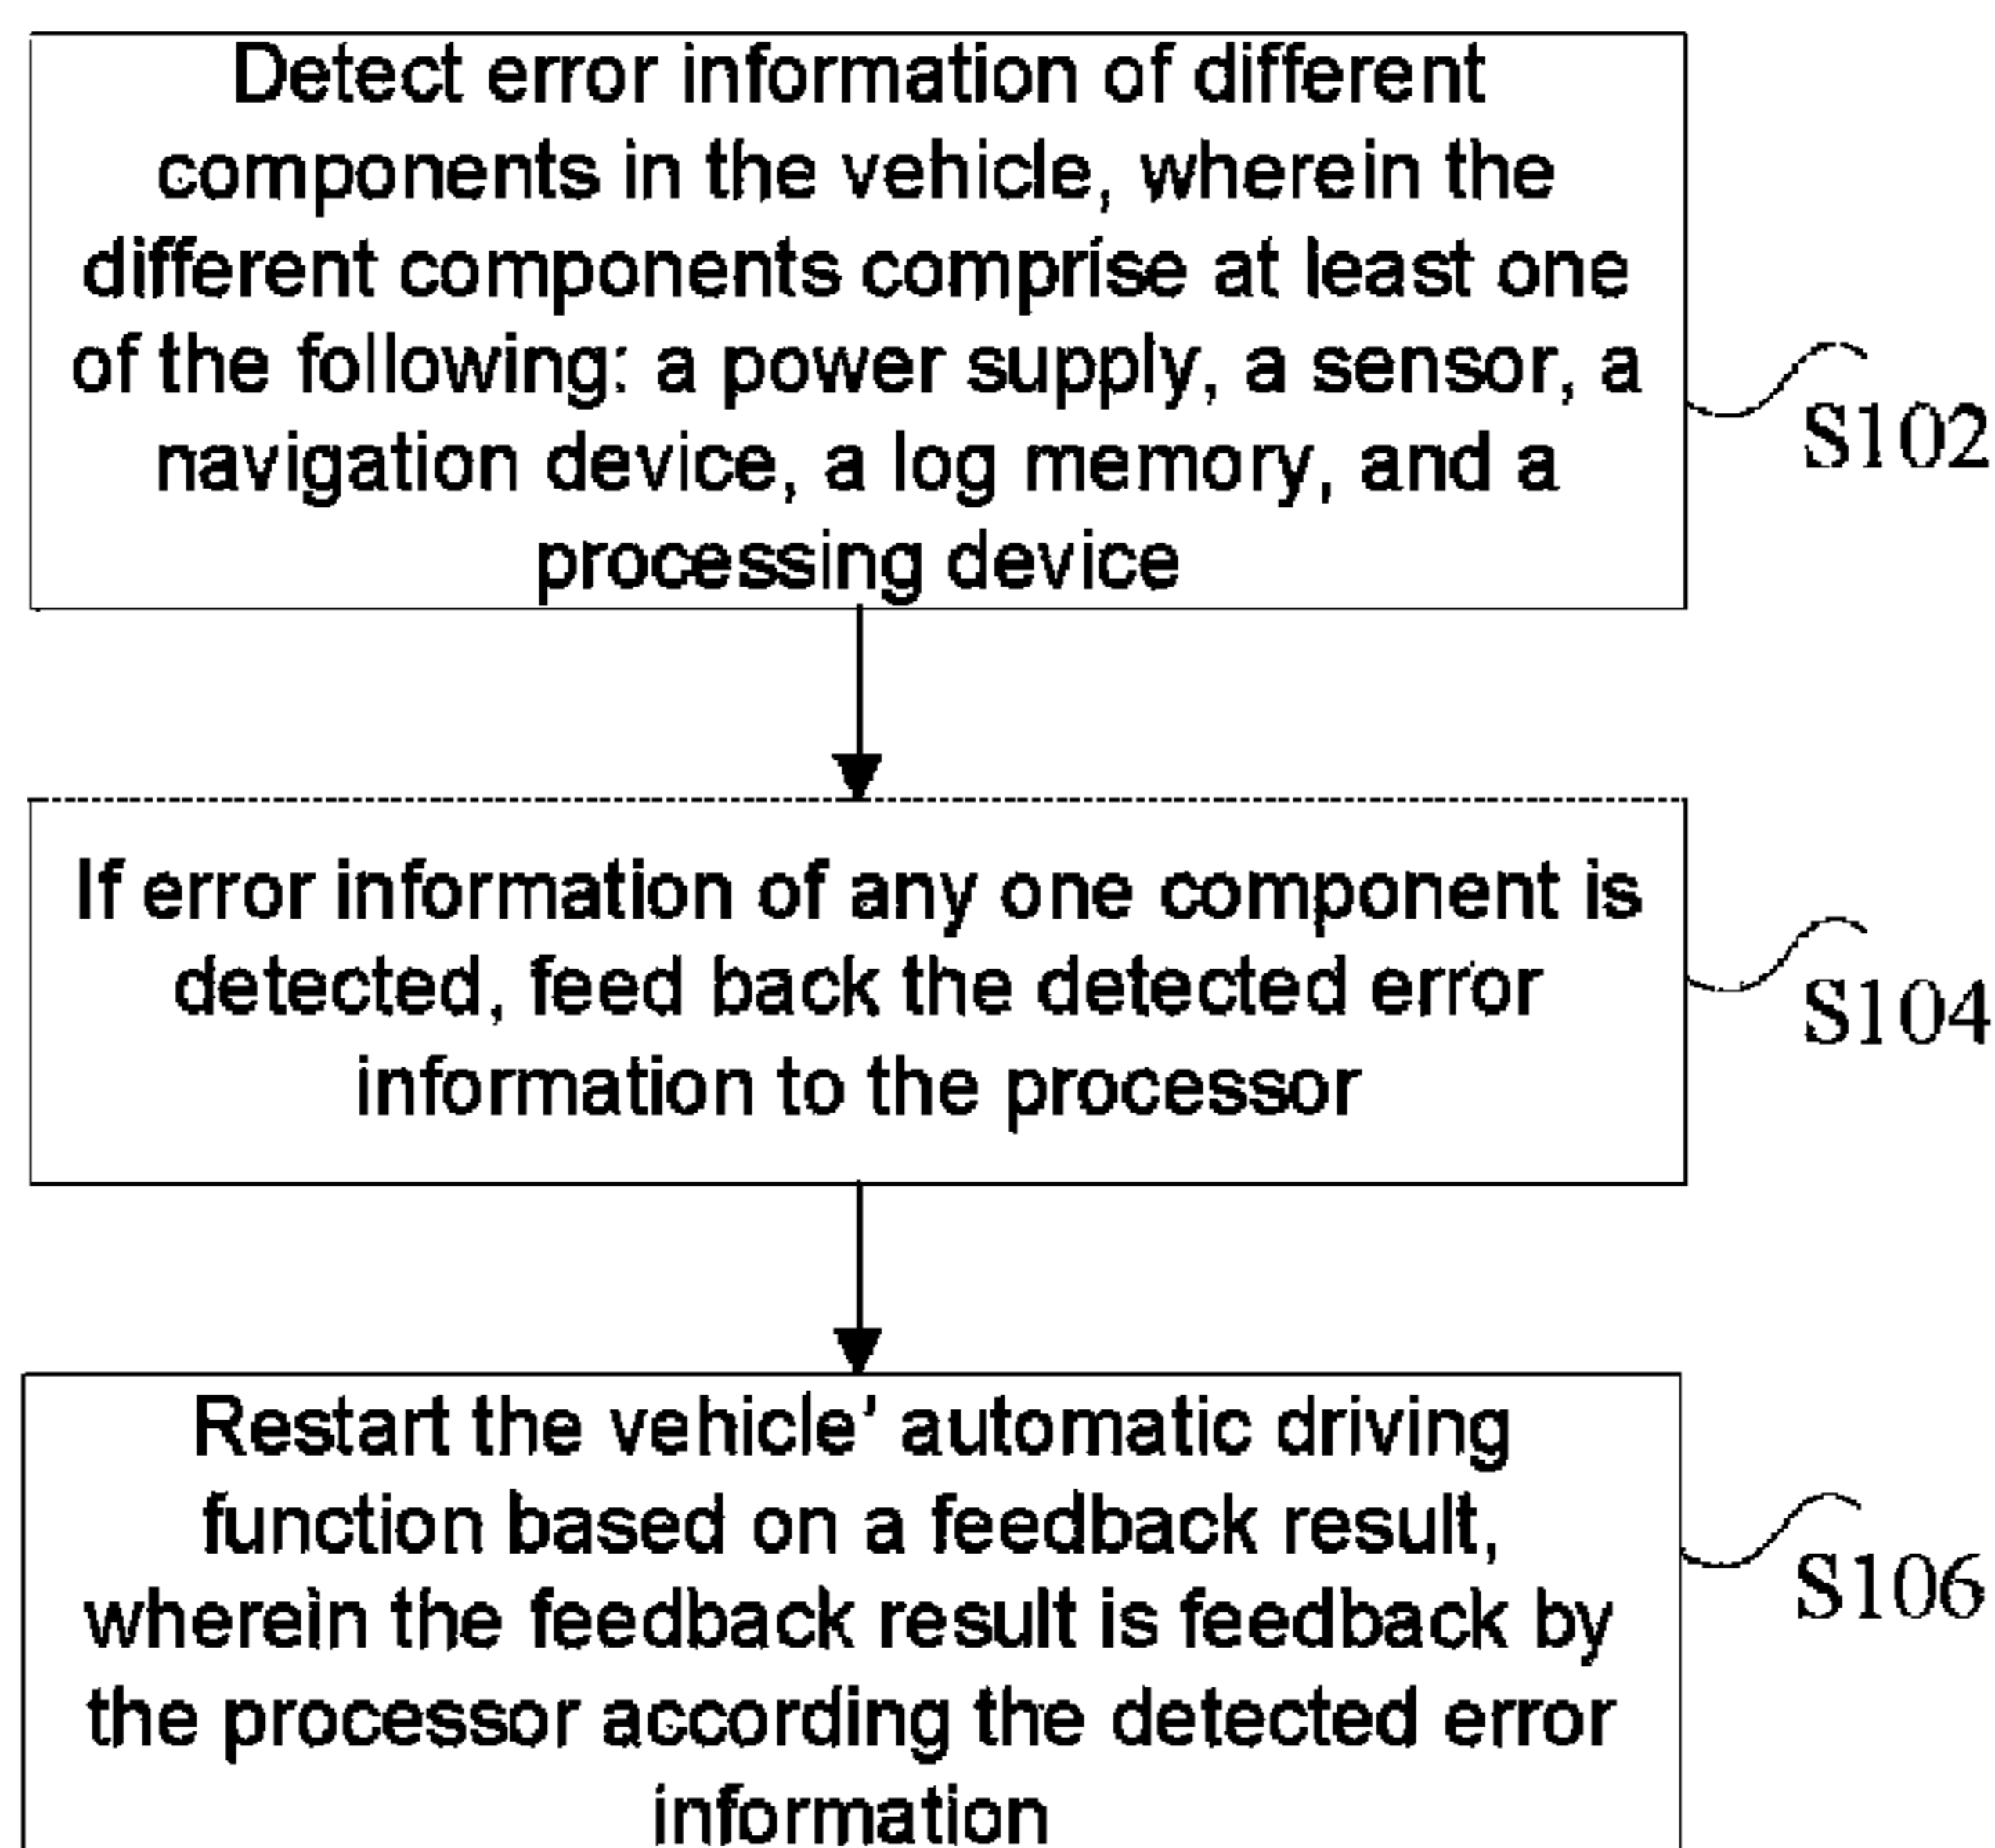 Detect error information of different
components in the vehicle, wherein the
different components comprise at least one
of the following: a power supply, a sensor, a
navigation device, a log memory, and a
processing device
S102
If error information of any one component is
detected, feed back the detected error
information to the processor
S104
Restart the vehicle' automatic driving
function based on a feedback result,
wherein the feedback result is feedback by
the processor according the detected error
information
S106